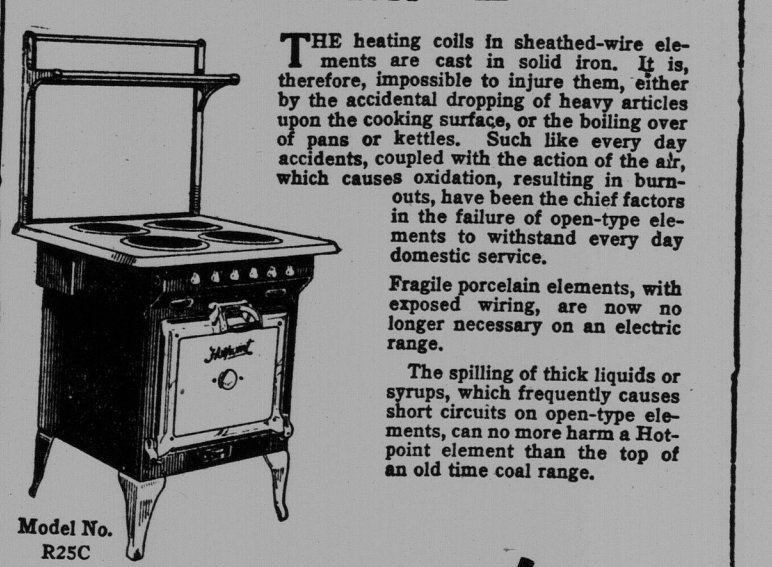 THE heating coils in sheathed-wire ele-
ments are cast in solid iron. It is,
therefore, impossible to injure them, either
by the accidental dropping of heavy articles
upon the cooking surface, or the boiling over
of pans or kettles. Such like every day
accidents, coupled with the action of the air,
which causes oxidation, resulting in burn-
outs, have been the chief factors
in the failure of open-type ele-
ments to withstand every day
domestic service.
Fragile porcelain elements, with
exposed wiring, are now no
longer necessary on an electric
range.
The spilling of thick liquids or
syrups, which frequently causes
short circuits on open-type ele-
ments, can no more harm a Hot-
point element than the top of
an old time coal range.
Hotpoint
Model No.
R25C